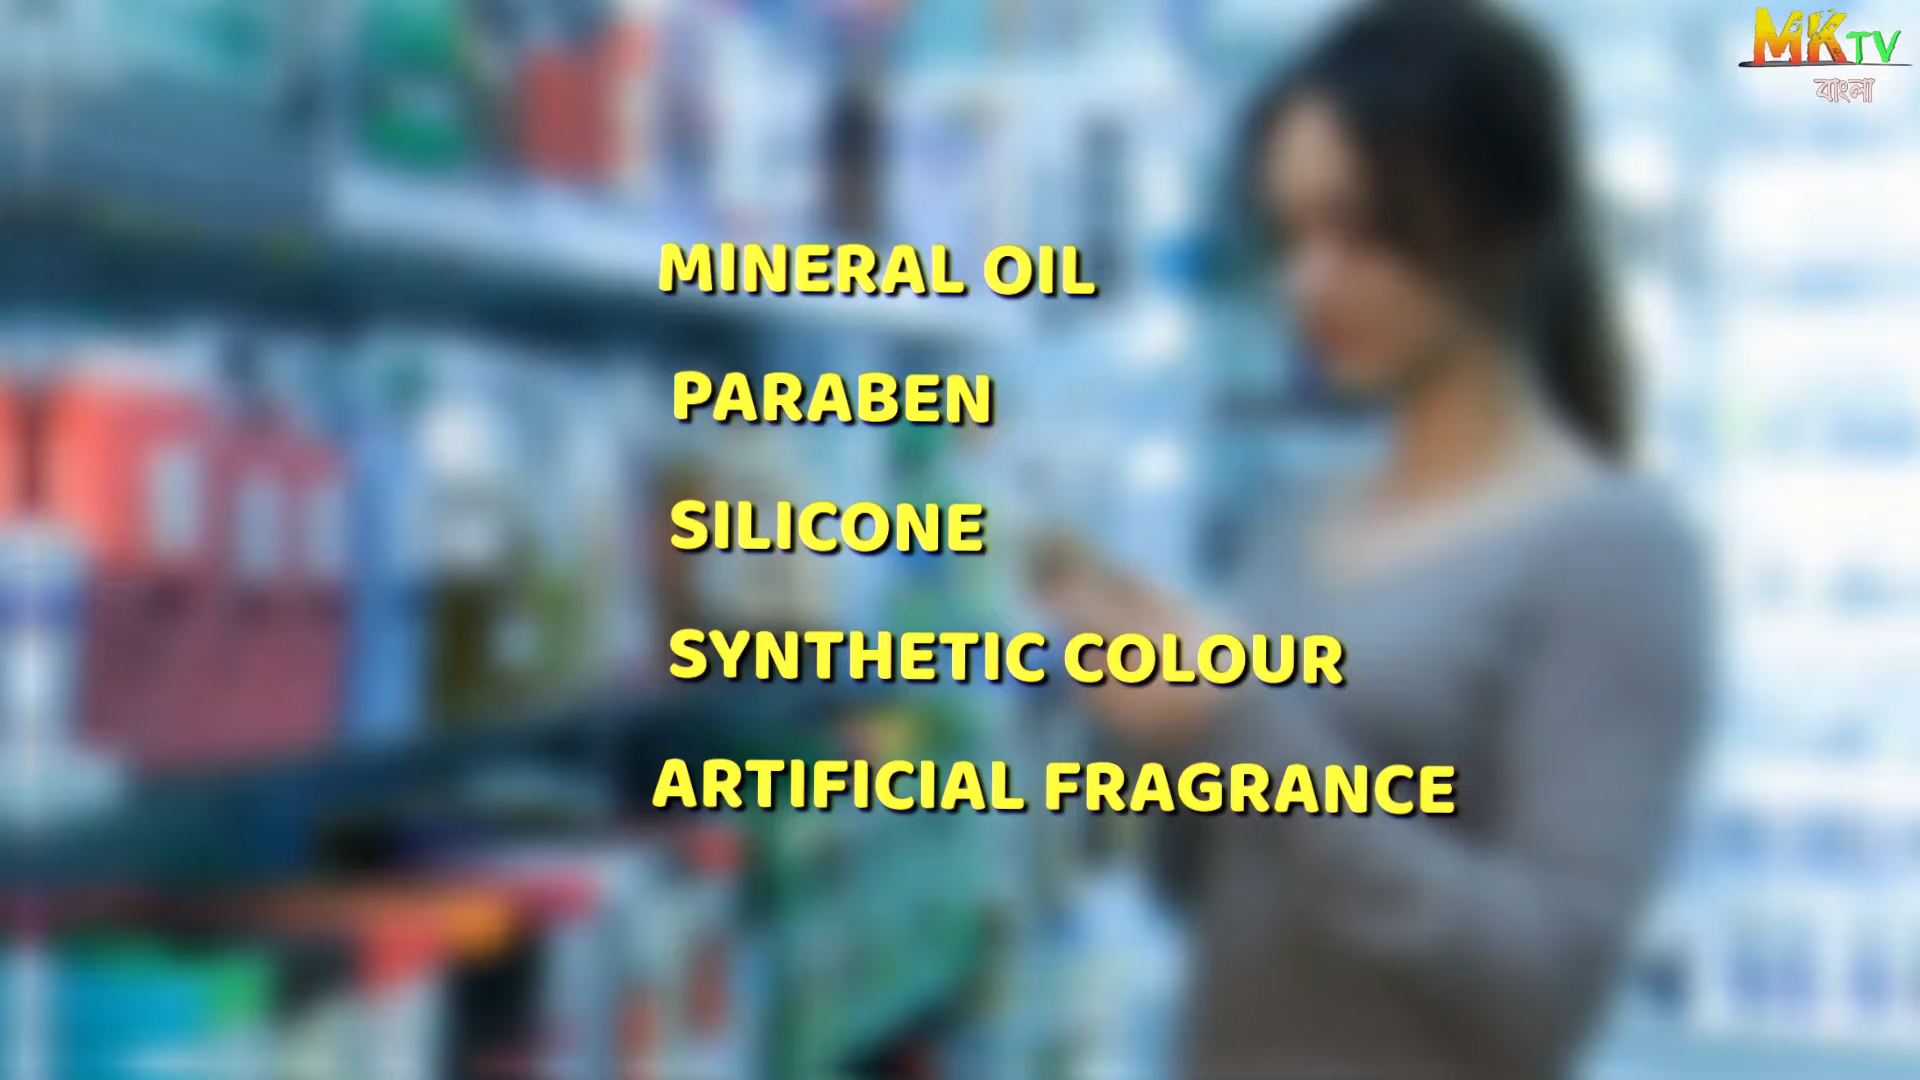 MKTV
বাংলা
MINERAL OIL
PARABEN
SILICONE
SYNTHETIC COLOUR
ARTIFICIAL FRAGRANCE